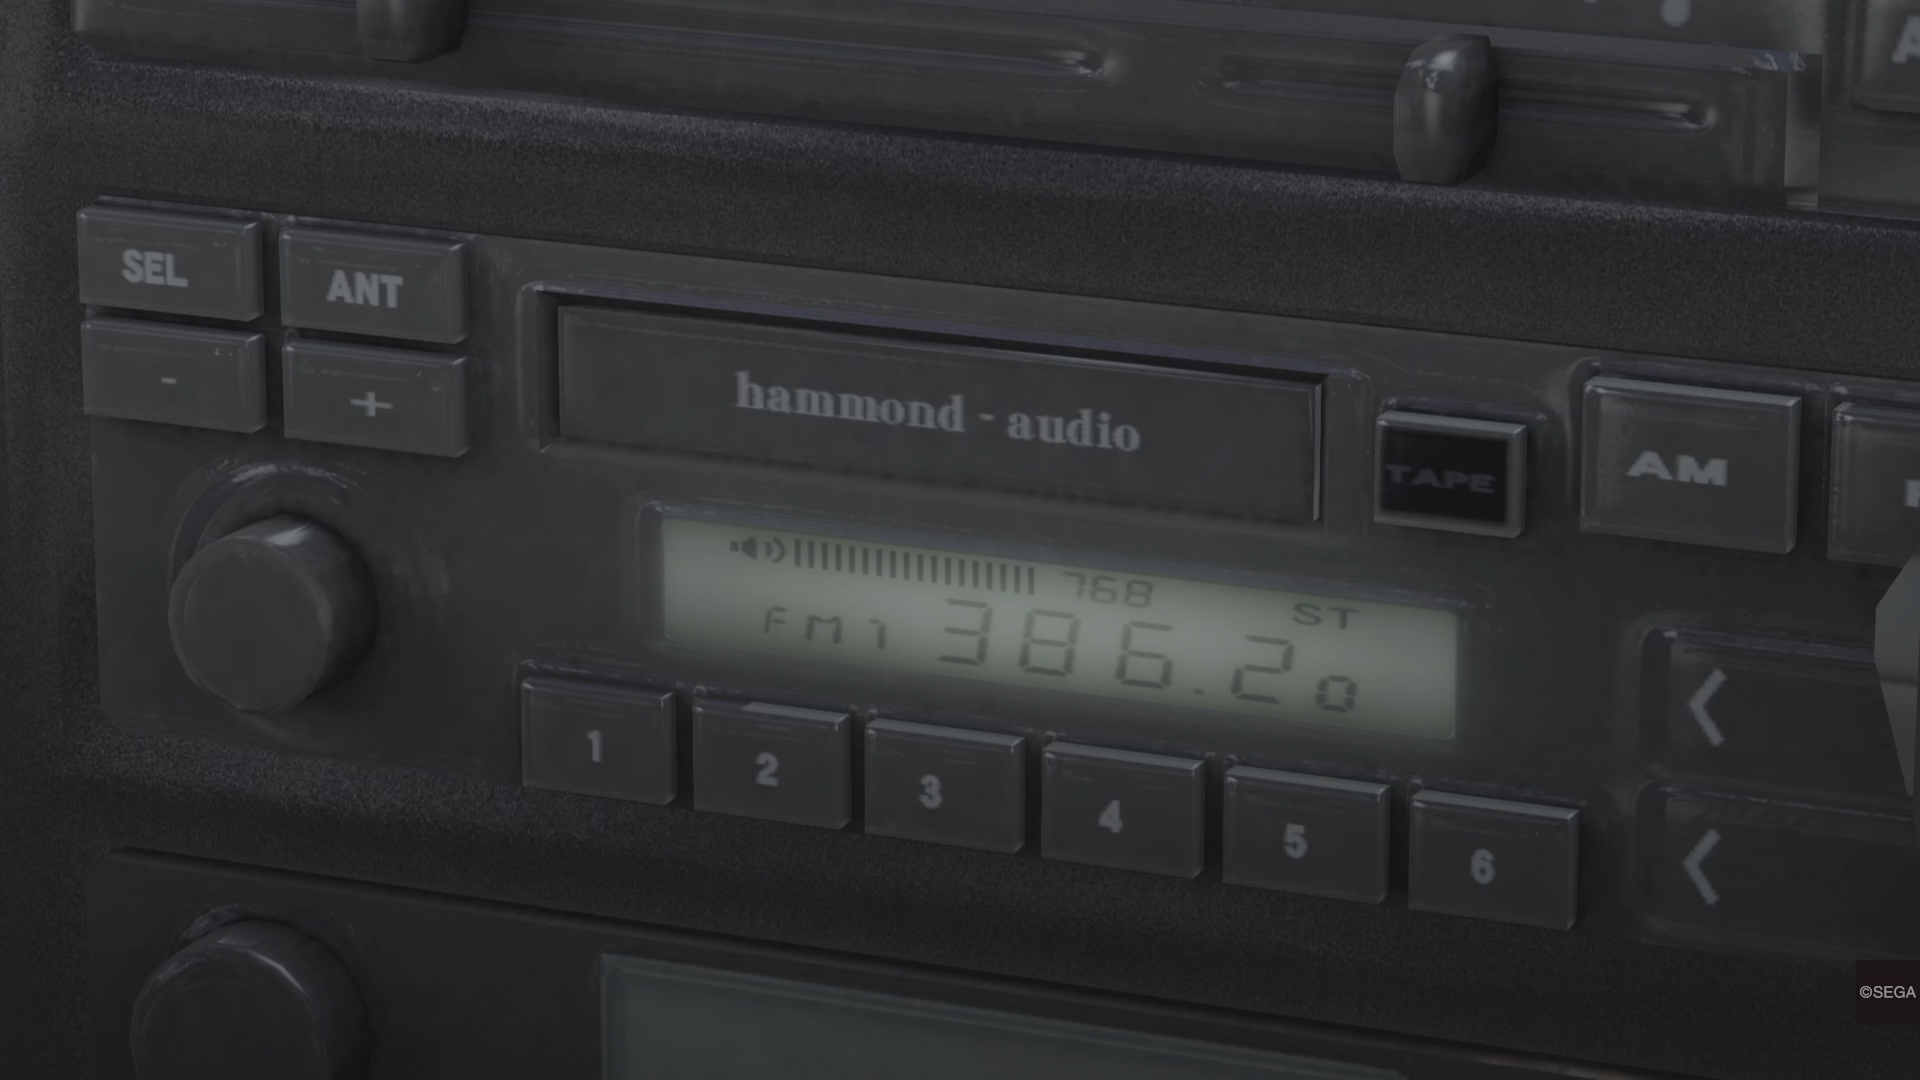 SEL
ANT
-
+
hammond - audio
TAPE
AM
768
ST
FM1 386.20
1
2
3
4
5
6
©SEGA